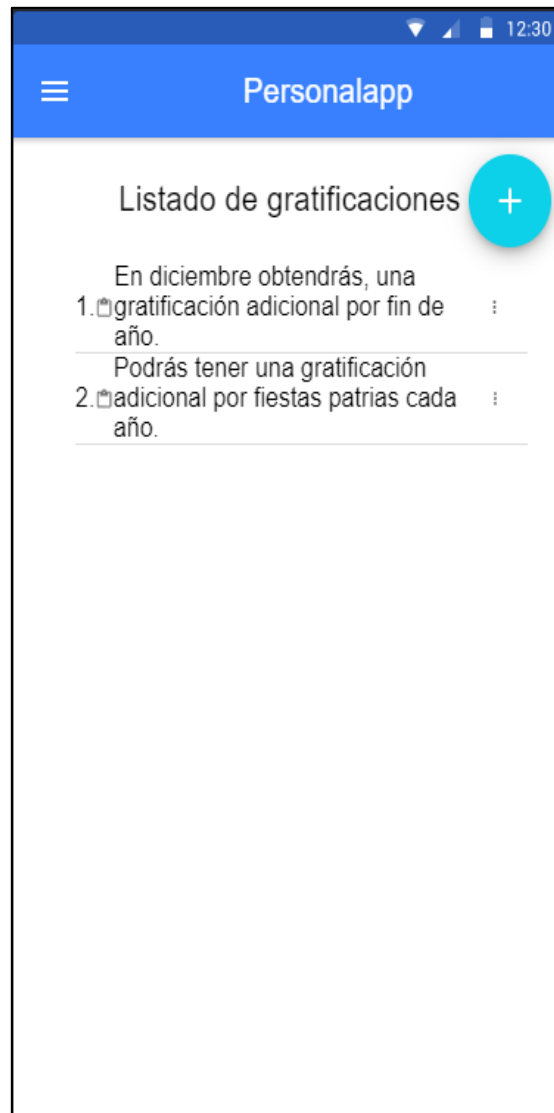 12:30
Personalapp
Listado de gratificaciones
En diciembre obtendrás, una
1. gratificación adicional por fin de
año.
Podrás tener una gratificación
2. adicional por fiestas patrias cada
año.